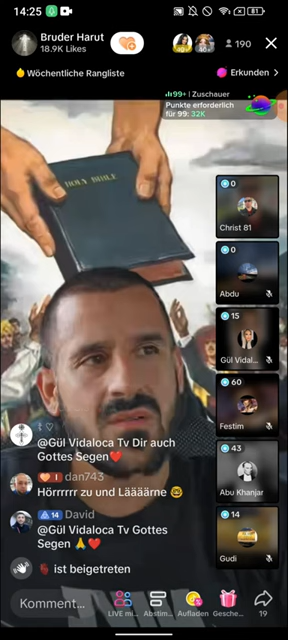 14:25
81
Bruder Harut
18.9K Likes
190
Wöchentliche Rangliste
Erkunden
99+ | Zuschauer
Punkte erforderlich
für 99: 32K
HOLY BIBLE
0
Christ 81
0
Abdu
15
Gül Vidal...
60
Festim
43
Abu Khanjar
14
Gudi
@Gül Vidaloca Tv Dir auch
Gottes Segen❤️
1 dan743
Hörrrrrr zu und Läääärne 🤓
14 David
@Gül Vidaloca Tv Gottes
Segen 🙏❤️
ist beigetreten
Komment...
LIVE mi...
Abstim...
Aufladen
Gesche...
19